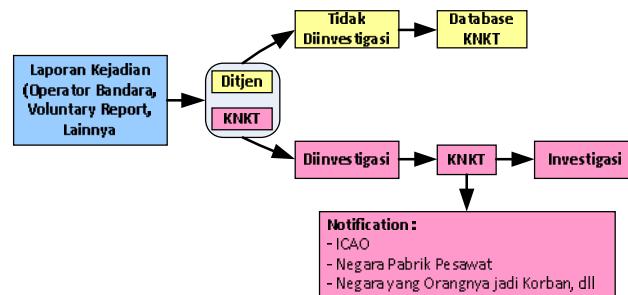 Tidak
Diinvestigasi
Database
KNKT
Laporan Kejadian
(Operator Bandara,
Voluntary Report,
Lainnya
Ditjen
KNKT
Diinvestigasi
KNKT
Investigasi
Notification :
- ICAO
- Negara Pabrik Pesawat
- Negara yang Orangnya jadi Korban, dll